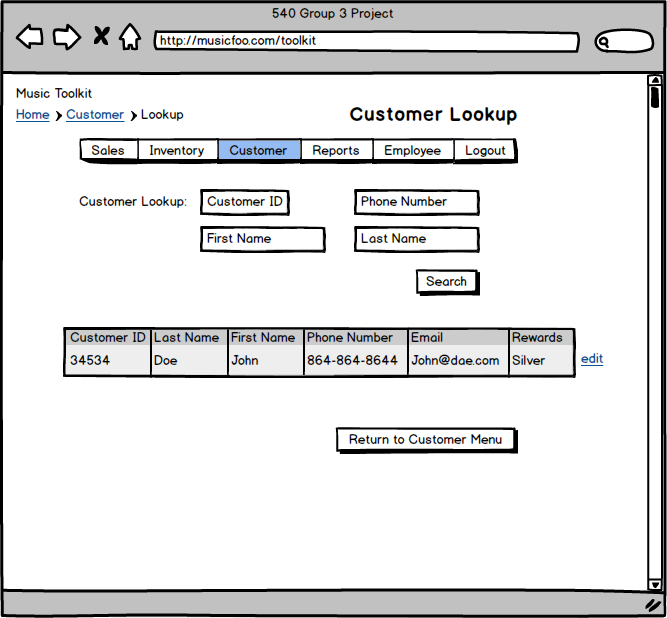 540 Group 3 Project
http://musicfoo.com/toolkit
Music Toolkit
Home Customer Lookup
Customer Lookup
Sales Inventory Customer Reports Employee Logout
Customer Lookup: Customer ID Phone Number
First Name Last Name
Search
Customer ID Last Name First Name Phone Number Email Rewards
34534 Doe John 864-864-8644 John@dae.com Silver edit
Return to Customer Menu